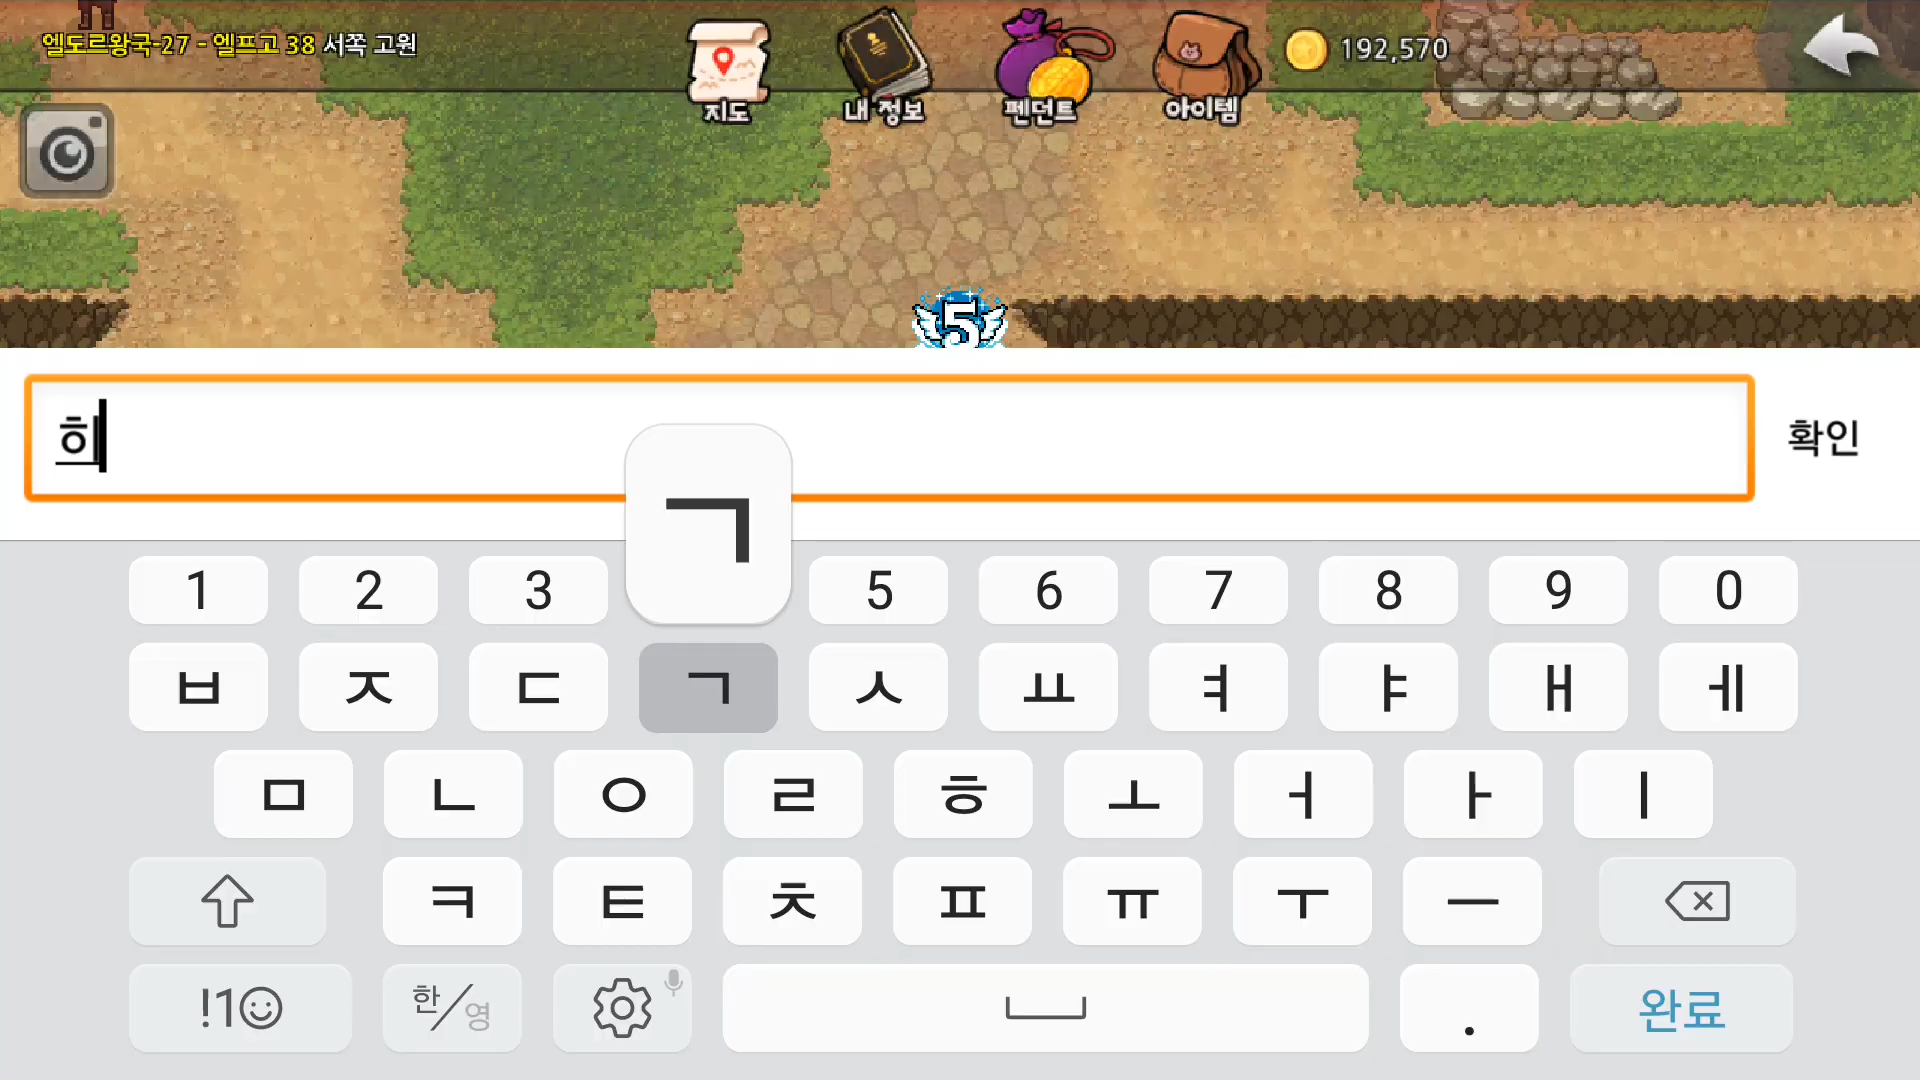 엘도르왕국-27 - 엘프고 38 서쪽 고원
지도
내 정보
펜던트
아이템
192,570
5
히
확인
ㄱ
1 2 3 5 6 7 8 9 0
ㅂ ㅈ ㄷ ㄱ ㅅ ㅛ ㅕ ㅑ ㅐ ㅔ
ㅁ ㄴ ㅇ ㄹ ㅎ ㅗ ㅓ ㅏ ㅣ
ㅋ ㅌ ㅊ ㅍ ㅠ ㅜ ㅡ
!1☺ 한/영 . 완료